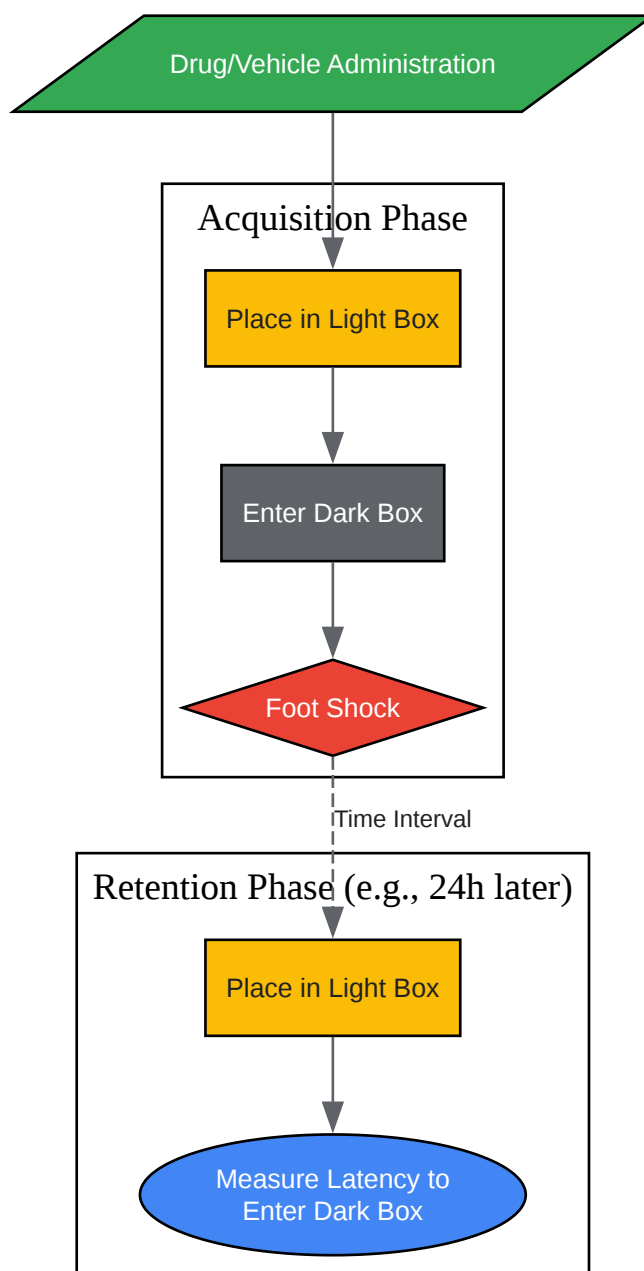 Drug/Vehicle Administration
Acquisition Phase
Place in Light Box
Enter Dark Box
Foot Shock
Time Interval
Retention Phase (e.g., 24h later)
Place in Light Box
Measure Latency to
Enter Dark Box